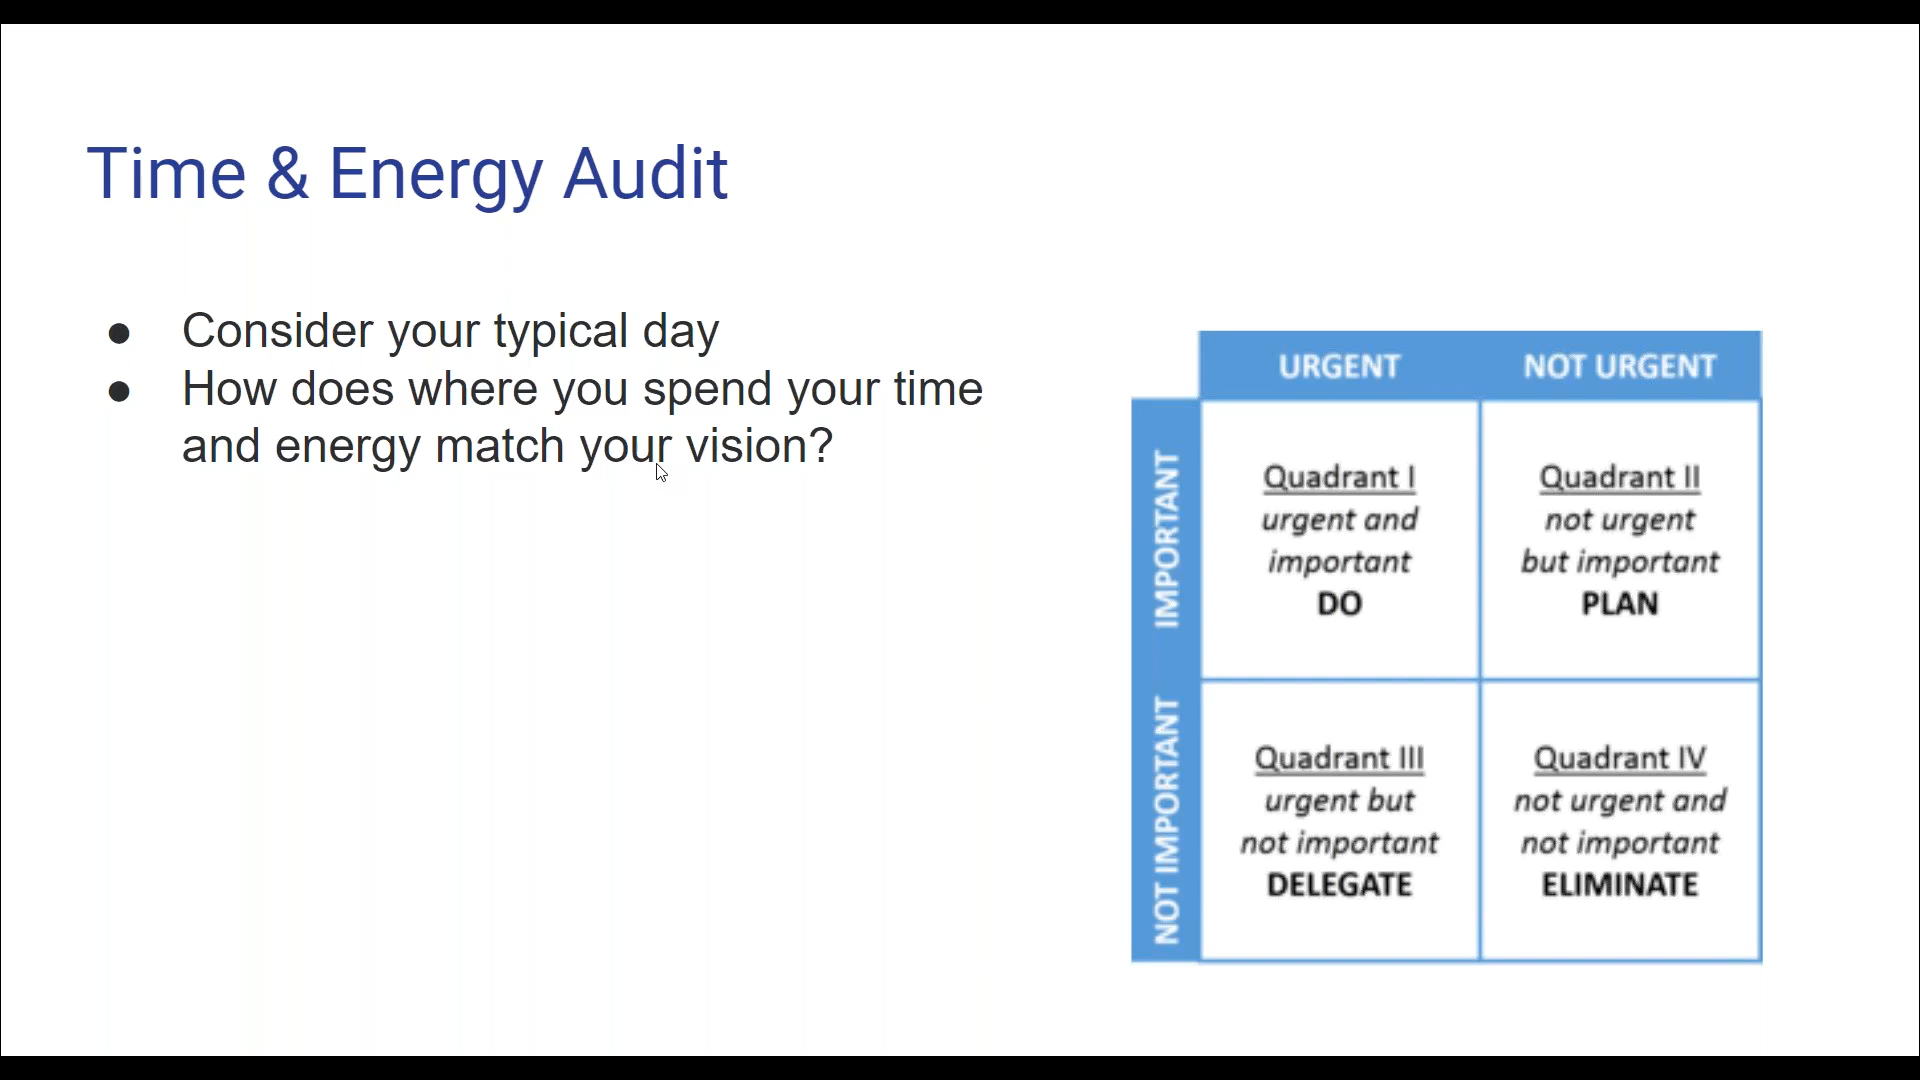 Time & Energy Audit
● Consider your typical day
● How does where you spend your time
and energy match your vision?
URGENT NOT URGENT
IMPORTANT
Quadrant I
urgent and
important
DO
Quadrant II
not urgent
but important
PLAN
NOT IMPORTANT
Quadrant III
urgent but
not important
DELEGATE
Quadrant IV
not urgent and
not important
ELIMINATE